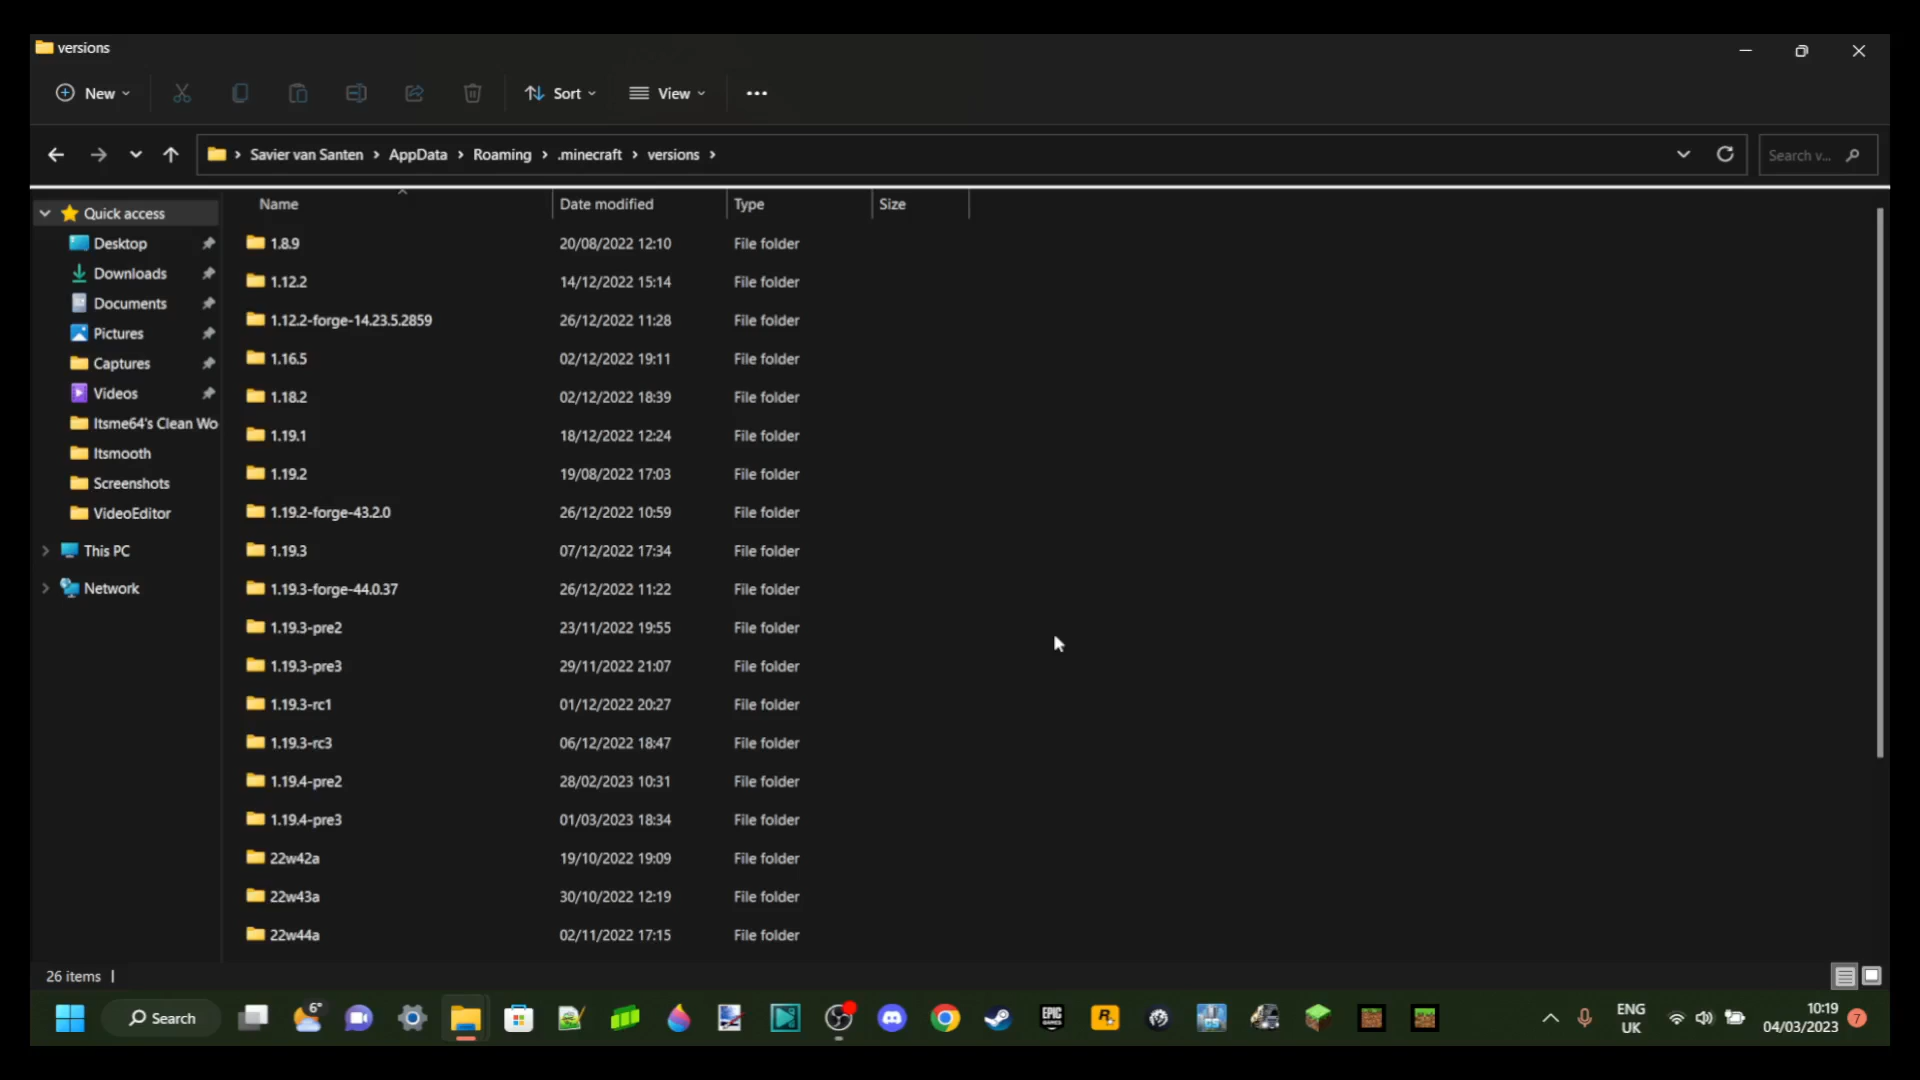 versions
New
Sort
View
Savier van Santen > AppData > Roaming > .minecraft > versions >
Search v...
Name Date modified Type Size
Quick access
Desktop
Downloads
Documents
Pictures
Captures
Videos
Itsme64's Clean Wo
Itsmooth
Screenshots
VideoEditor
This PC
Network
1.8.9 20/08/2022 12:10 File folder
1.12.2 14/12/2022 15:14 File folder
1.12.2-forge-14.23.5.2859 26/12/2022 11:28 File folder
1.16.5 02/12/2022 19:11 File folder
1.18.2 02/12/2022 18:39 File folder
1.19.1 18/12/2022 12:24 File folder
1.19.2 19/08/2022 17:03 File folder
1.19.2-forge-43.2.0 26/12/2022 10:59 File folder
1.19.3 07/12/2022 17:34 File folder
1.19.3-forge-44.0.37 26/12/2022 11:22 File folder
1.19.3-pre2 23/11/2022 19:55 File folder
1.19.3-pre3 29/11/2022 21:07 File folder
1.19.3-rc1 01/12/2022 20:27 File folder
1.19.3-rc3 06/12/2022 18:47 File folder
1.19.4-pre2 28/02/2023 10:31 File folder
1.19.4-pre3 01/03/2023 18:34 File folder
22w42a 19/10/2022 19:09 File folder
22w43a 30/10/2022 12:19 File folder
22w44a 02/11/2022 17:15 File folder
26 items
Search
6°
EPIC
GAMES
R
ENG
UK
10:19
04/03/2023
7